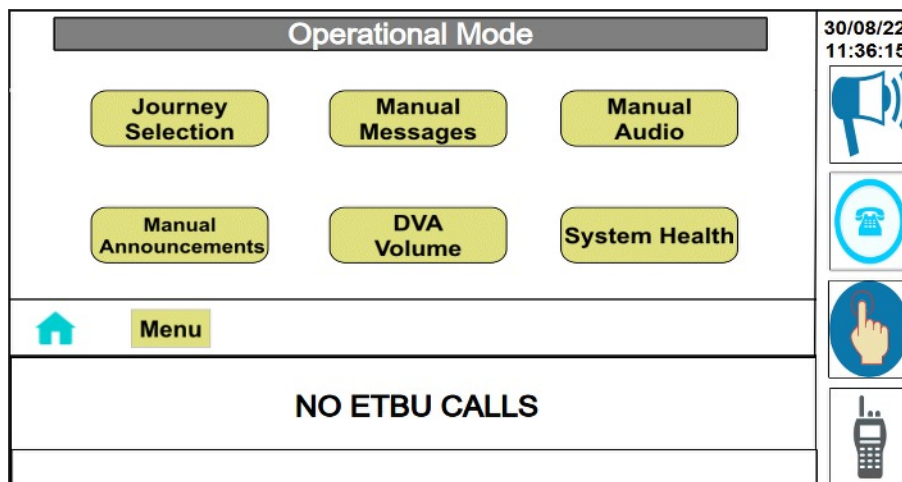 Operational Mode
30/08/22
11:36:15
Journey
Selection
Manual
Messages
Manual
Audio
Manual
Announcements
DVA
Volume
System Health
Menu
NO ETBU CALLS